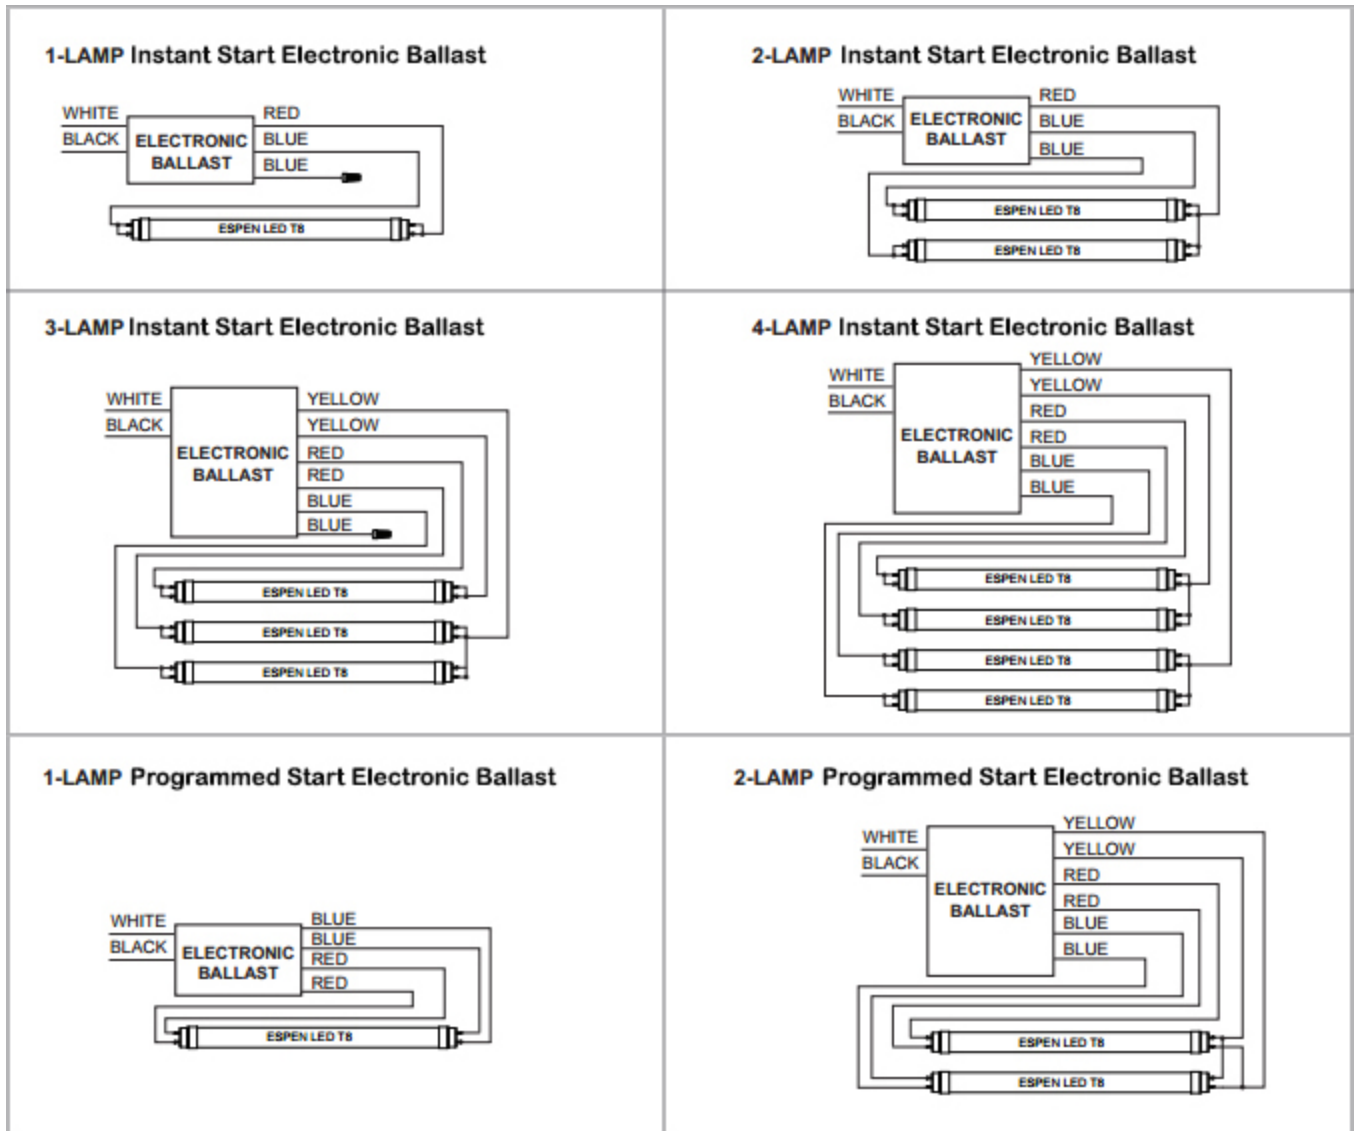 1-LAMP Instant Start Electronic Ballast
WHITE
BLACK
ELECTRONIC
BALLAST
RED
BLUE
BLUE
ESPEN LED T8
2-LAMP Instant Start Electronic Ballast
WHITE
BLACK
ELECTRONIC
BALLAST
RED
BLUE
BLUE
ESPEN LED T8
ESPEN LED T8
3-LAMP Instant Start Electronic Ballast
WHITE
BLACK
ELECTRONIC
BALLAST
YELLOW
YELLOW
RED
RED
BLUE
BLUE
ESPEN LED T8
ESPEN LED T8
ESPEN LED T8
4-LAMP Instant Start Electronic Ballast
WHITE
BLACK
ELECTRONIC
BALLAST
YELLOW
YELLOW
RED
RED
BLUE
BLUE
ESPEN LED T8
ESPEN LED T8
ESPEN LED T8
ESPEN LED T8
1-LAMP Programmed Start Electronic Ballast
WHITE
BLACK
ELECTRONIC
BALLAST
BLUE
BLUE
RED
RED
ESPEN LED T8
2-LAMP Programmed Start Electronic Ballast
WHITE
BLACK
ELECTRONIC
BALLAST
YELLOW
YELLOW
RED
RED
BLUE
BLUE
ESPEN LED T8
ESPEN LED T8